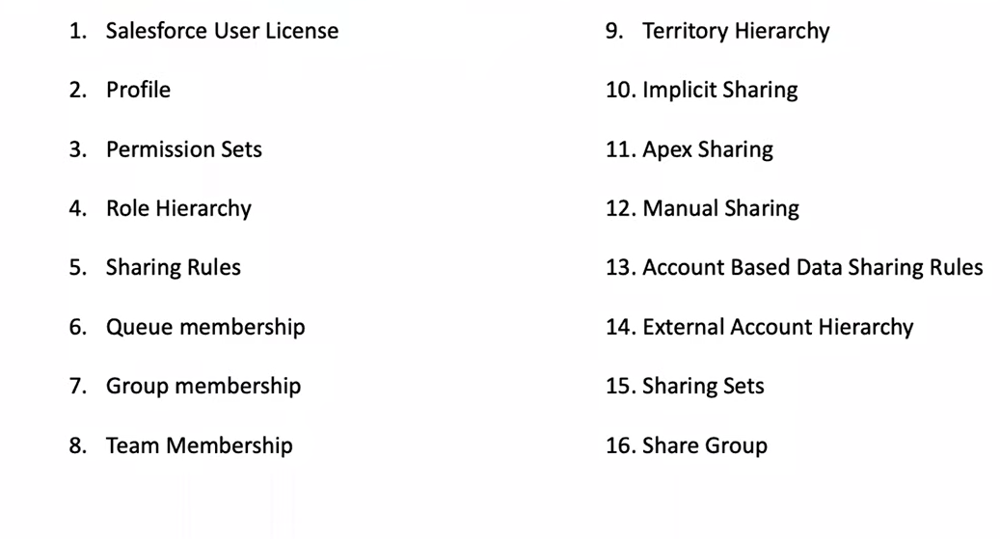 1. Salesforce User License
2. Profile
3. Permission Sets
4. Role Hierarchy
5. Sharing Rules
6. Queue membership
7. Group membership
8. Team Membership
9. Territory Hierarchy
10. Implicit Sharing
11. Apex Sharing
12. Manual Sharing
13. Account Based Data Sharing Rules
14. External Account Hierarchy
15. Sharing Sets
16. Share Group